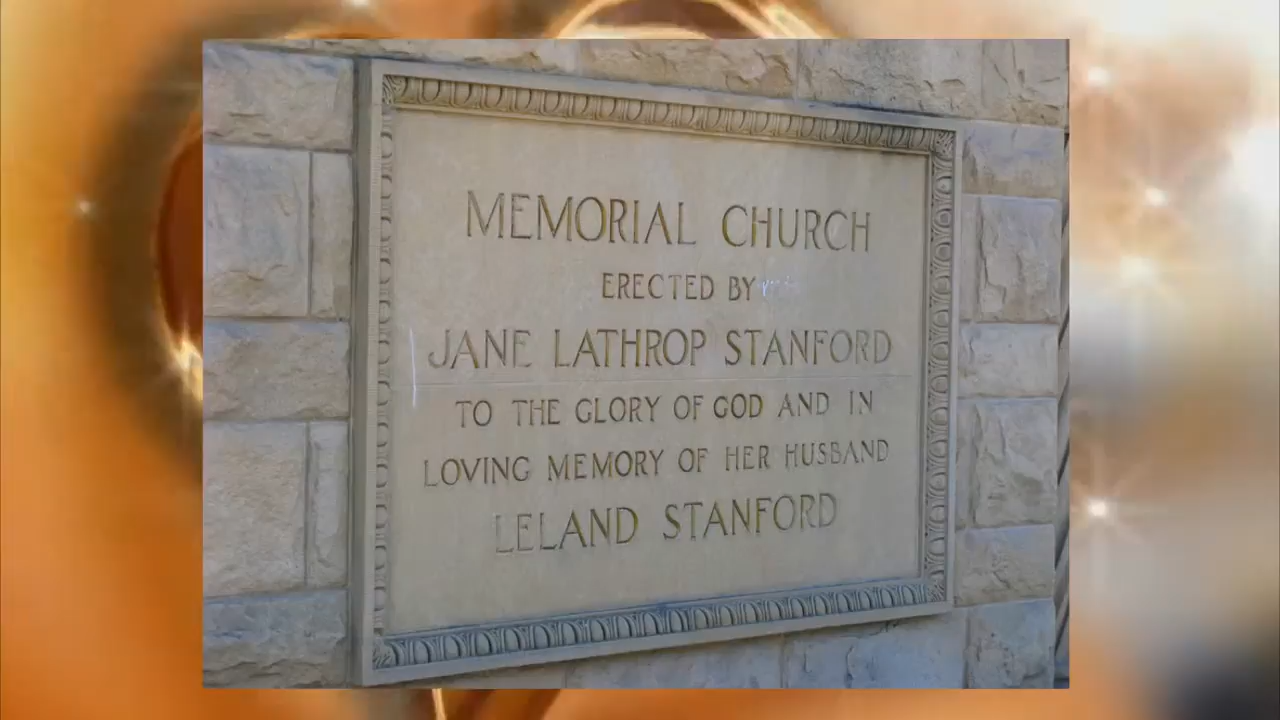 MEMORIAL CHURCH
ERECTED BY
JANE LATHROP STANFORD
TO THE GLORY OF GOD AND IN
LOVING MEMORY OF HER HUSBAND
LELAND STANFORD